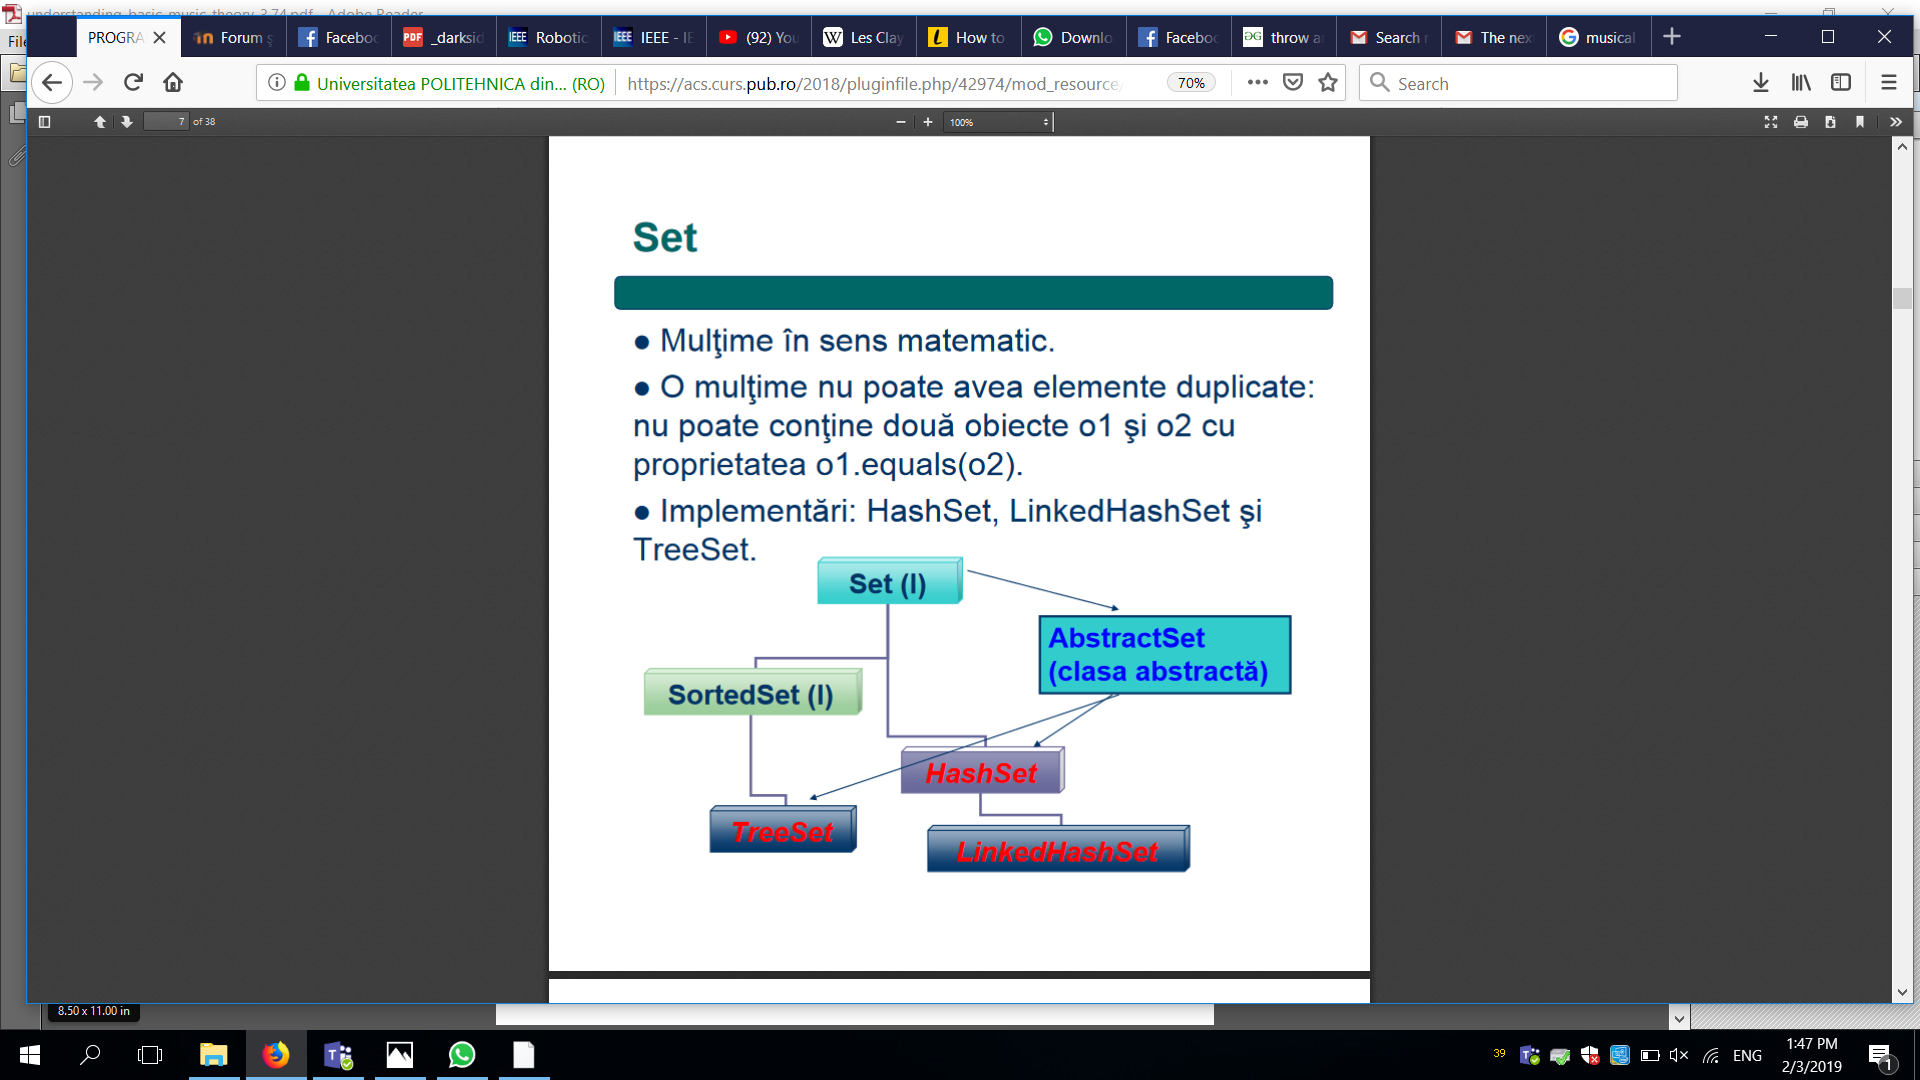 understanding_basic_music_theory_3.74.pdf - Adobe Reader
File
PROGRA
Forum ș
Faceboo
_darksid
Robotic
IEEE - IE
(92) You
Les Clay
How to
Downlo
Faceboo
throw an
Search r
The nex
musical
Universitatea POLITEHNICA din... (RO)
https://acs.curs.pub.ro/2018/pluginfile.php/42974/mod_resource/
70%
Search
7 of 38
100%
Set
● Mulţime în sens matematic.
● O mulţime nu poate avea elemente duplicate:
nu poate conţine două obiecte o1 şi o2 cu
proprietatea o1.equals(o2).
● Implementări: HashSet, LinkedHashSet şi
TreeSet.
Set (I)
AbstractSet
(clasa abstractă)
SortedSet (I)
HashSet
TreeSet
LinkedHashSet
8.50 x 11.00 in
39
ENG
1:47 PM
2/3/2019
1